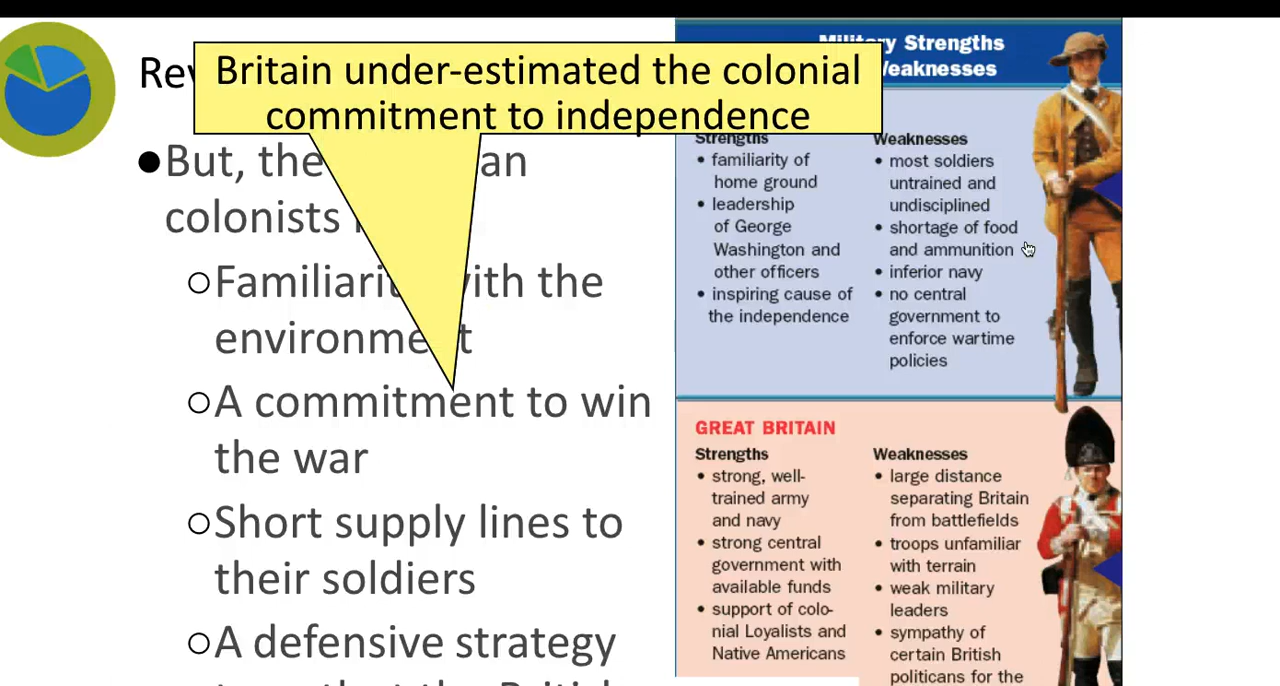 Britain under-estimated the colonial
commitment to independence
●But, the an
colonists
○Familiarit with the
environment
○A commitment to win
the war
○Short supply lines to
their soldiers
○A defensive strategy
Military Strengths
Weaknesses
Strengths
• familiarity of
home ground
• leadership
of George
Washington and
other officers
• inspiring cause of
the independence
Weaknesses
• most soldiers
untrained and
undisciplined
• shortage of food
and ammunition
• inferior navy
• no central
government to
enforce wartime
policies
GREAT BRITAIN
Strengths
• strong, well-
trained army
and navy
• strong central
government with
available funds
• support of colo-
nial Loyalists and
Native Americans
Weaknesses
• large distance
separating Britain
from battlefields
• troops unfamiliar
with terrain
• weak military
leaders
• sympathy of
certain British
politicans for the